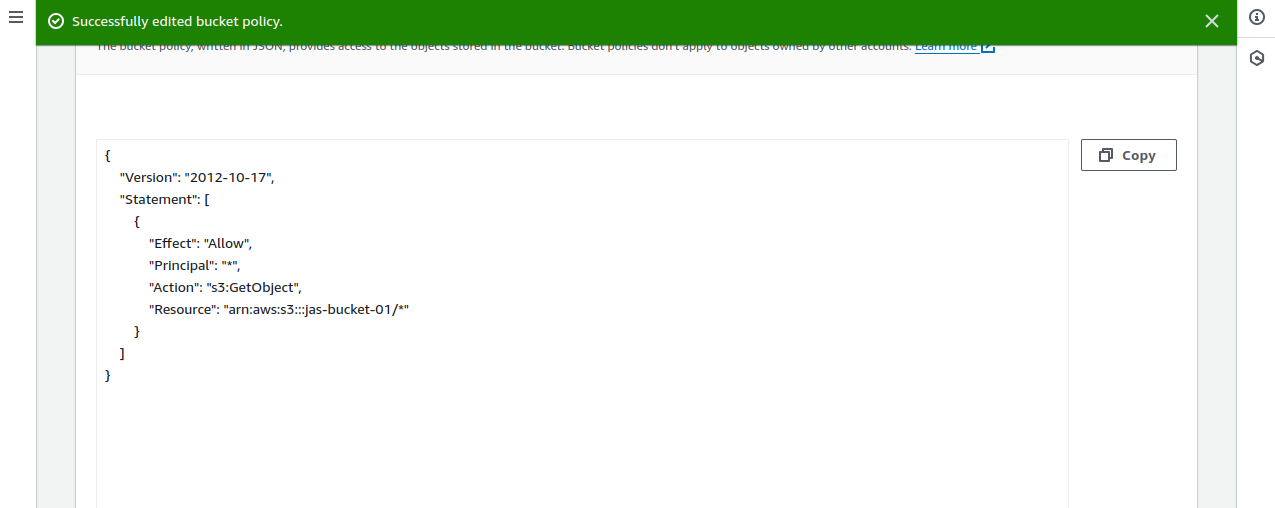 Successfully edited bucket policy.
The bucket policy, written in JSON, provides access to the objects stored in the bucket. Bucket policies don't apply to objects owned by other accounts. Learn more
Copy
{
"Version": "2012-10-17",
"Statement": [
{
"Effect": "Allow",
"Principal": "*",
"Action": "s3:GetObject",
"Resource": "arn:aws:s3:::jas-bucket-01/*"
}
]
}